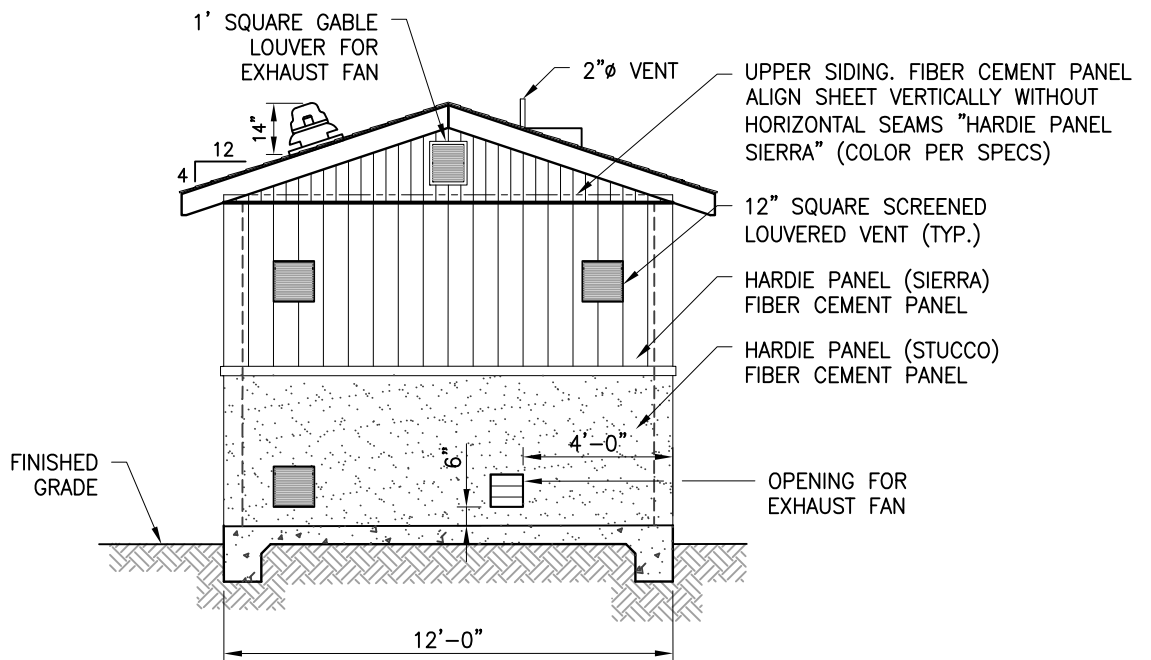 1' SQUARE GABLE
LOUVER FOR
EXHAUST FAN
2"ø VENT
UPPER SIDING. FIBER CEMENT PANEL
ALIGN SHEET VERTICALLY WITHOUT
HORIZONTAL SEAMS "HARDIE PANEL
SIERRA" (COLOR PER SPECS)
14"
12
4
12" SQUARE SCREENED
LOUVERED VENT (TYP.)
HARDIE PANEL (SIERRA)
FIBER CEMENT PANEL
HARDIE PANEL (STUCCO)
FIBER CEMENT PANEL
4'-0"
6"
FINISHED
GRADE
OPENING FOR
EXHAUST FAN
12'-0"